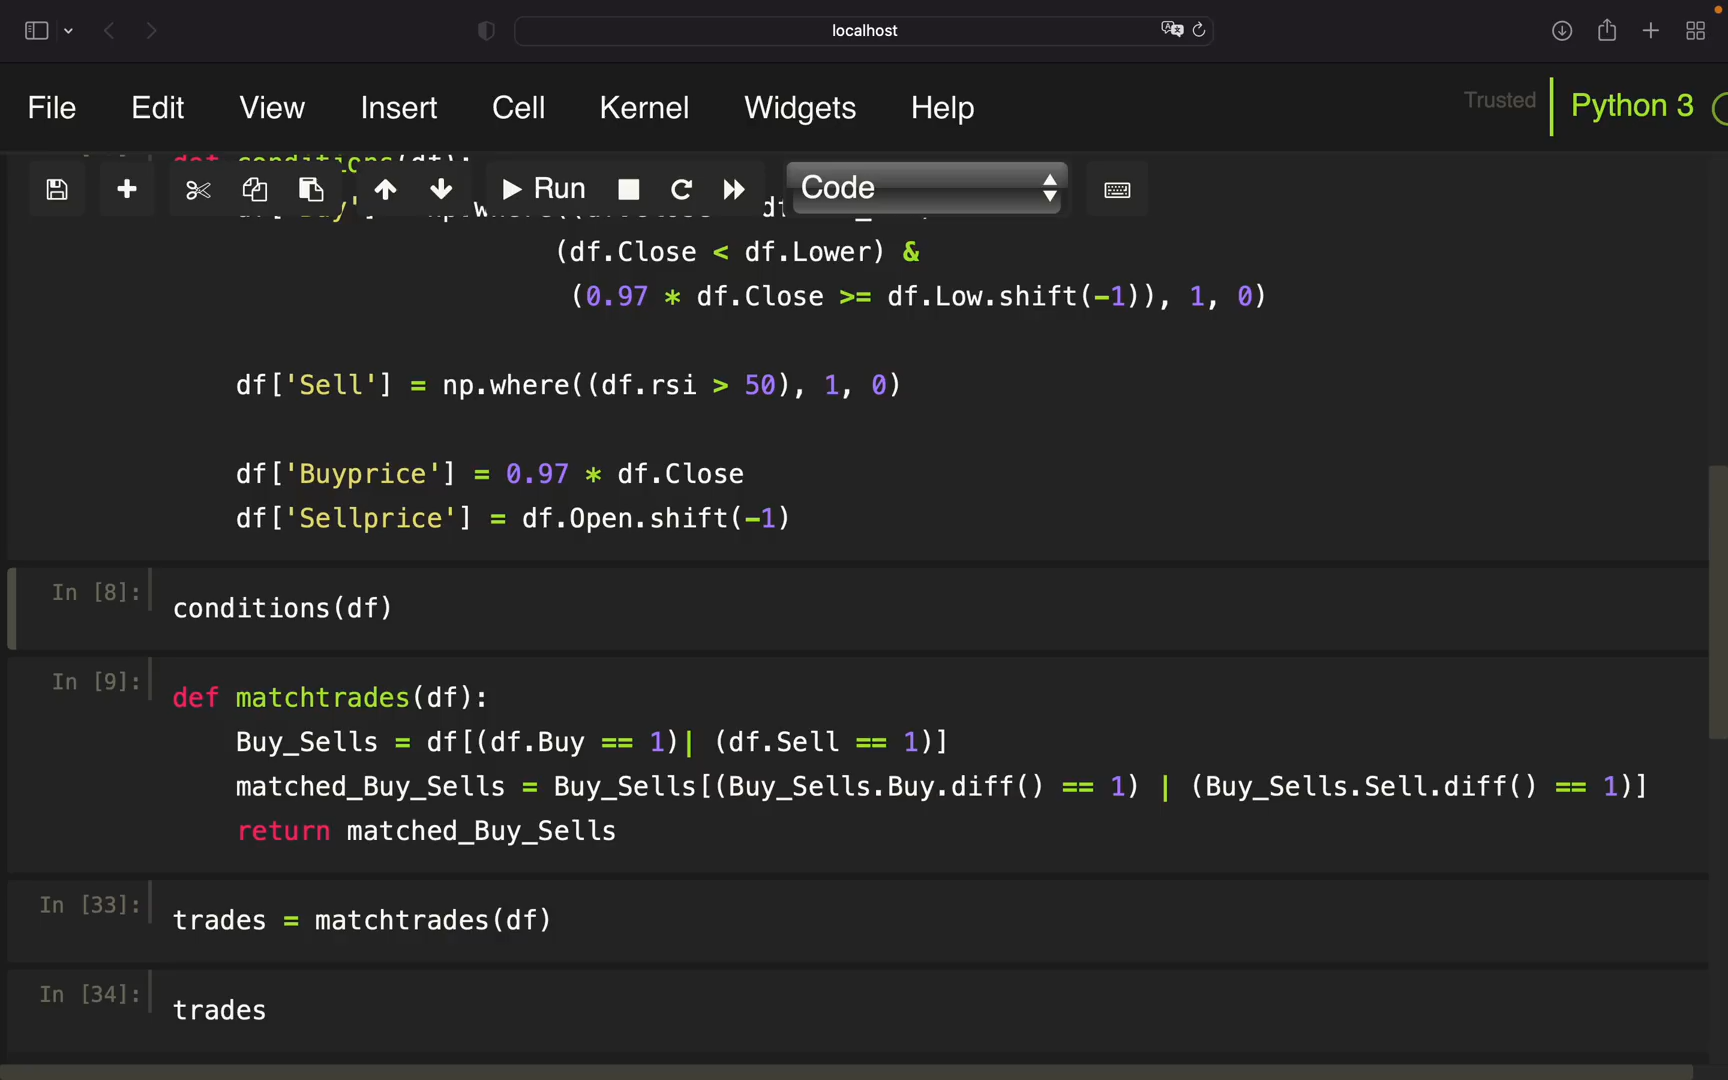 localhost
File Edit View Insert Cell Kernel Widgets Help Trusted Python 3
def conditions(df):
Run Code
(df.Close < df.Lower) &
(0.97 * df.Close >= df.Low.shift(-1)), 1, 0)
df['Sell'] = np.where((df.rsi > 50), 1, 0)
df['Buyprice'] = 0.97 * df.Close
df['Sellprice'] = df.Open.shift(-1)
In [8]: conditions(df)
In [9]: def matchtrades(df):
Buy_Sells = df[(df.Buy == 1)| (df.Sell == 1)]
matched_Buy_Sells = Buy_Sells[(Buy_Sells.Buy.diff() == 1) | (Buy_Sells.Sell.diff() == 1)]
return matched_Buy_Sells
In [33]: trades = matchtrades(df)
In [34]: trades